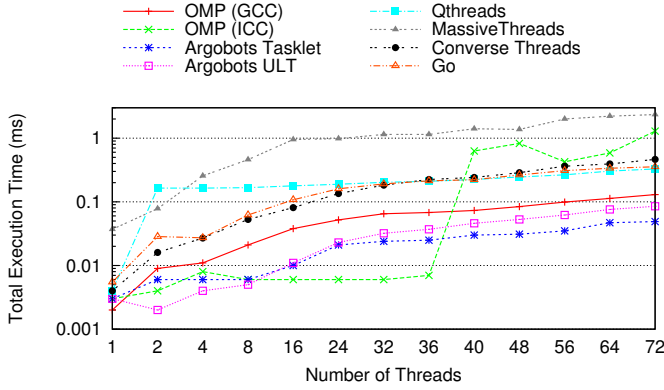 OMP (GCC)
OMP (ICC)
Argobots Tasklet
Argobots ULT
Qthreads
MassiveThreads
Converse Threads
Go
Total Execution Time (ms)
1
0.1
0.01
0.001
1 2 4 8 16 24 32 36 40 48 56 64 72
Number of Threads